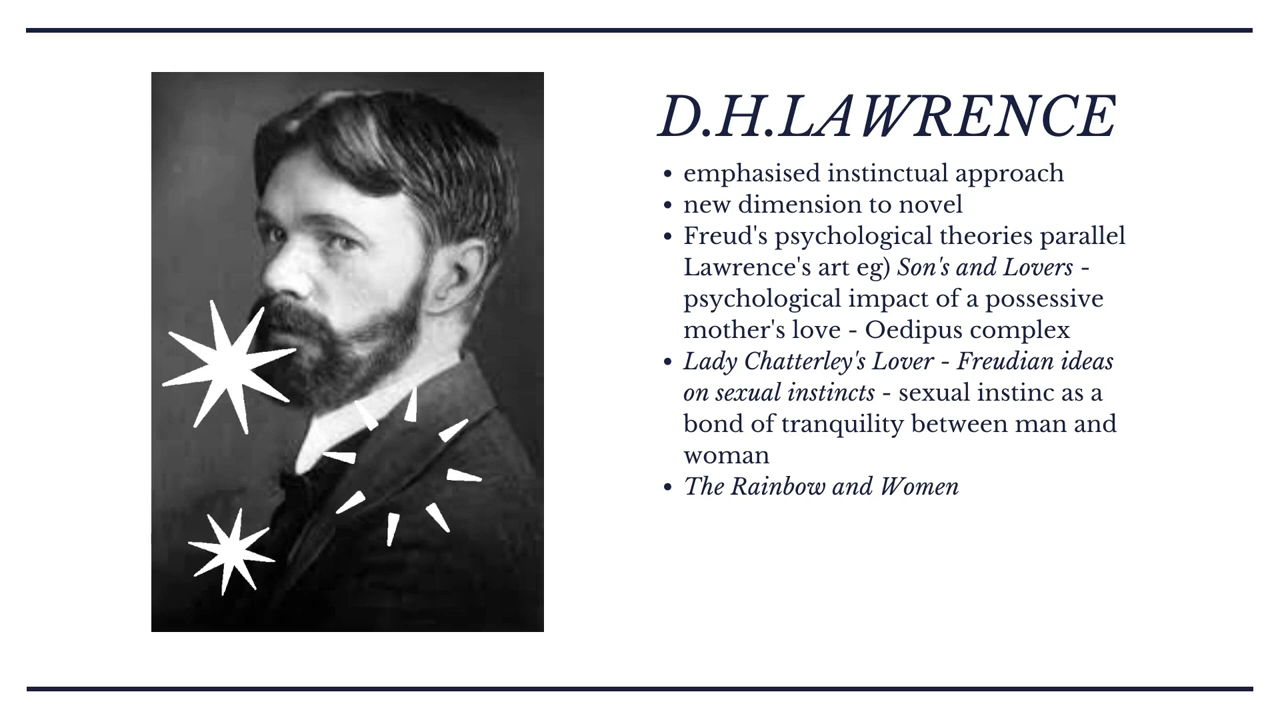 D.H.LAWRENCE
• emphasised instinctual approach
• new dimension to novel
• Freud's psychological theories parallel
Lawrence's art eg) Son's and Lovers -
psychological impact of a possessive
mother's love - Oedipus complex
• Lady Chatterley's Lover - Freudian ideas
on sexual instincts - sexual instinc as a
bond of tranquility between man and
woman
• The Rainbow and Women